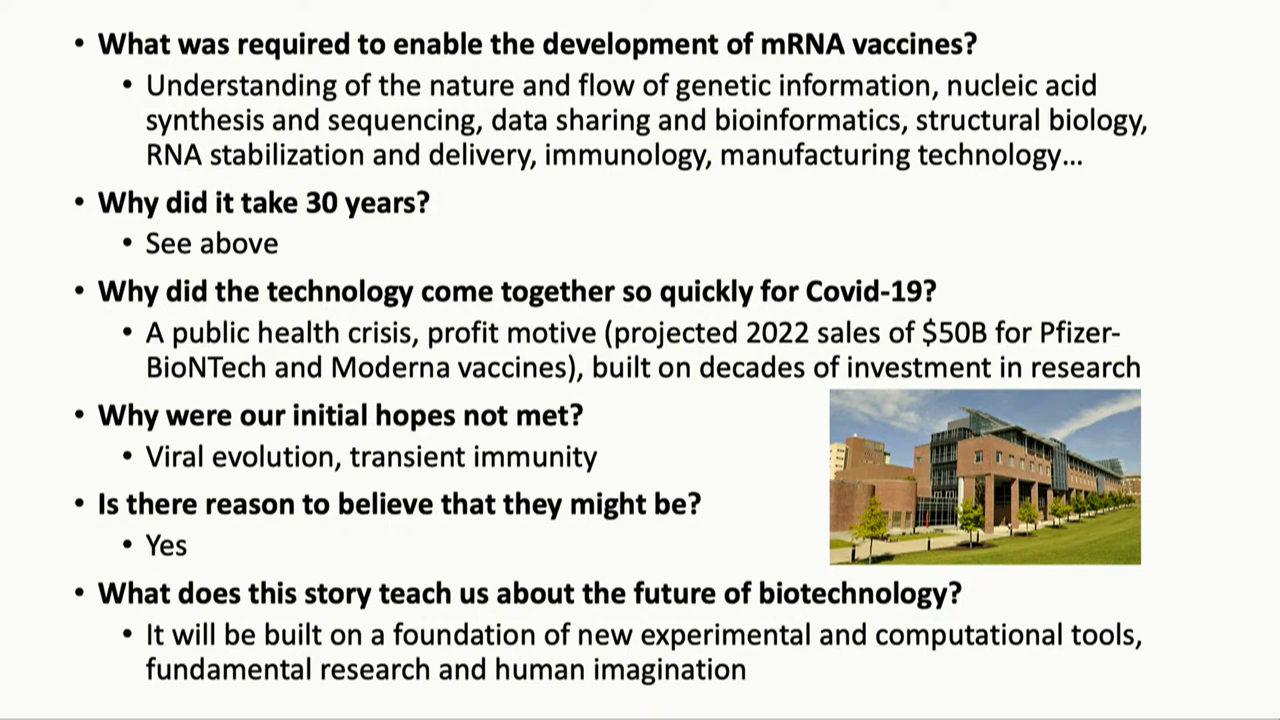 • What was required to enable the development of mRNA vaccines?
• Understanding of the nature and flow of genetic information, nucleic acid
synthesis and sequencing, data sharing and bioinformatics, structural biology,
RNA stabilization and delivery, immunology, manufacturing technology…
• Why did it take 30 years?
• See above
• Why did the technology come together so quickly for Covid-19?
• A public health crisis, profit motive (projected 2022 sales of $50B for Pfizer-
BioNTech and Moderna vaccines), built on decades of investment in research
• Why were our initial hopes not met?
• Viral evolution, transient immunity
• Is there reason to believe that they might be?
• Yes
• What does this story teach us about the future of biotechnology?
• It will be built on a foundation of new experimental and computational tools,
fundamental research and human imagination